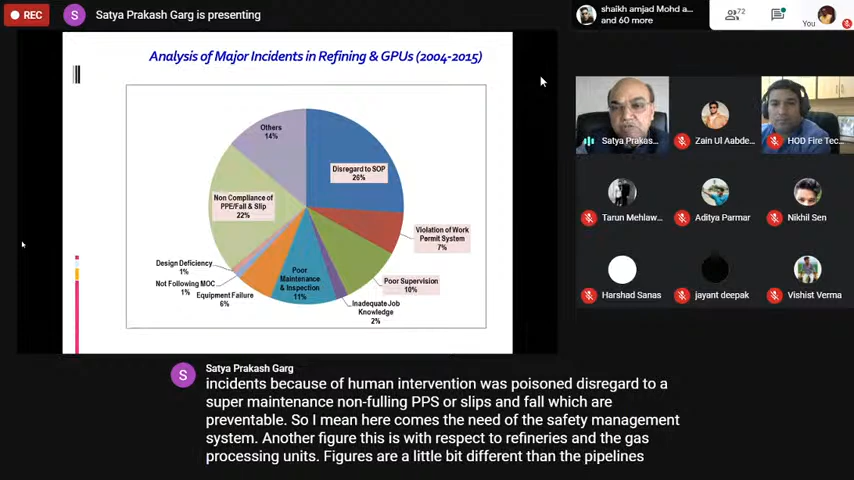 REC
S
Satya Prakash Garg is presenting
shaikh amjad Mohd a...
and 60 more
72
You
Analysis of Major Incidents in Refining & GPUs (2004-2015)
Others
14%
Disregard to SOP
26%
Non Compliance of
PPE/Fall & Slip
22%
Violation of Work
Permit System
7%
Design Deficiency
1%
Not Following MOC
1%
Equipment Failure
6%
Poor
Maintenance
& Inspection
11%
Poor Supervision
10%
Inadequate Job
Knowledge
2%
Satya Prakas...
Zain Ul Aabde...
HOD Fire Tec...
Tarun Mehlaw...
Aditya Parmar
Nikhil Sen
Harshad Sanas
jayant deepak
Vishist Verma
S
Satya Prakash Garg
incidents because of human intervention was poisoned disregard to a
super maintenance non-fulling PPS or slips and fall which are
preventable. So I mean here comes the need of the safety management
system. Another figure this is with respect to refineries and the gas
processing units. Figures are a little bit different than the pipelines